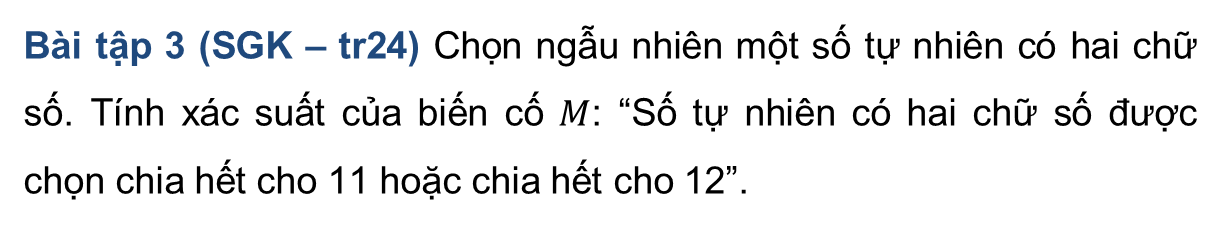 Bài tập 3 (SGK – tr24) Chọn ngẫu nhiên một số tự nhiên có hai chữ
số. Tính xác suất của biến cố 𝑀: “Số tự nhiên có hai chữ số được
chọn chia hết cho 11 hoặc chia hết cho 12”.